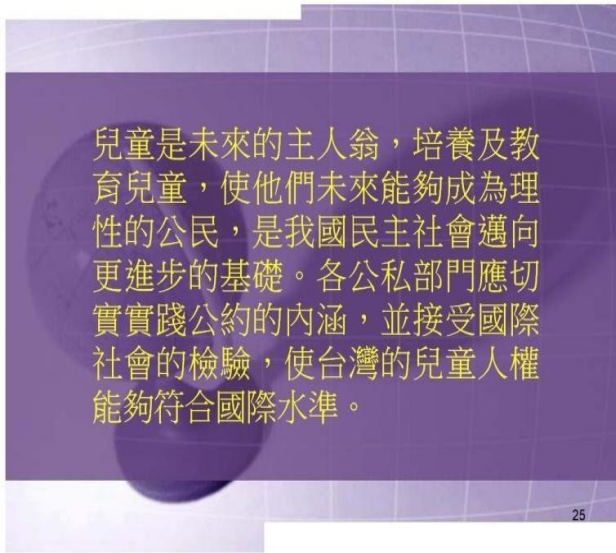 兒童是未來的主人翁，培養及教
育兒童，使他們未來能夠成為理
性的公民，是我國民主社會邁向
更進步的基礎。各公私部門應切
實實踐公約的內涵，並接受國際
社會的檢驗，使台灣的兒童人權
能夠符合國際水準。
25